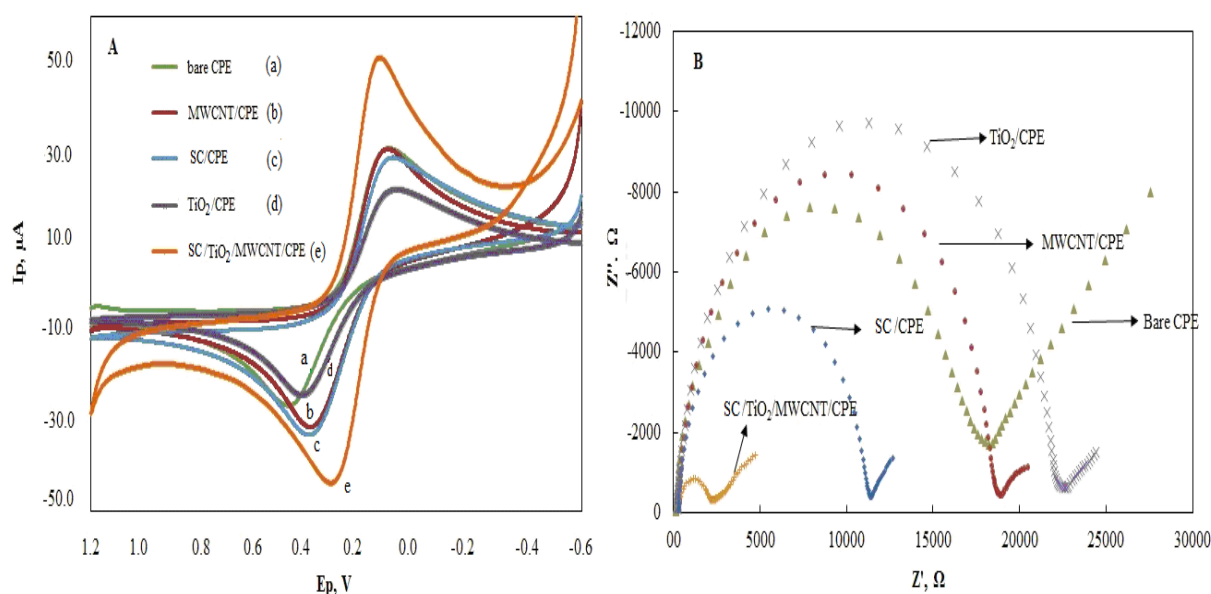 A
50.0
30.0
10.0
-10.0
-30.0
-50.0
Ip, µA
bare CPE (a)
MWCNT/CPE (b)
SC/CPE (c)
TiO₂/CPE (d)
SC/TiO₂/MWCNT/CPE (e)
a
d
b
c
e
1.2 1.0 0.8 0.6 0.4 0.2 0.0 -0.2 -0.4 -0.6
Ep, V
B
-12000
-10000
-8000
-6000
-4000
-2000
0
Z'', Ω
TiO₂/CPE
MWCNT/CPE
SC/CPE
Bare CPE
SC/TiO₂/MWCNT/CPE
00 5000 10000 15000 20000 25000 30000
Z', Ω